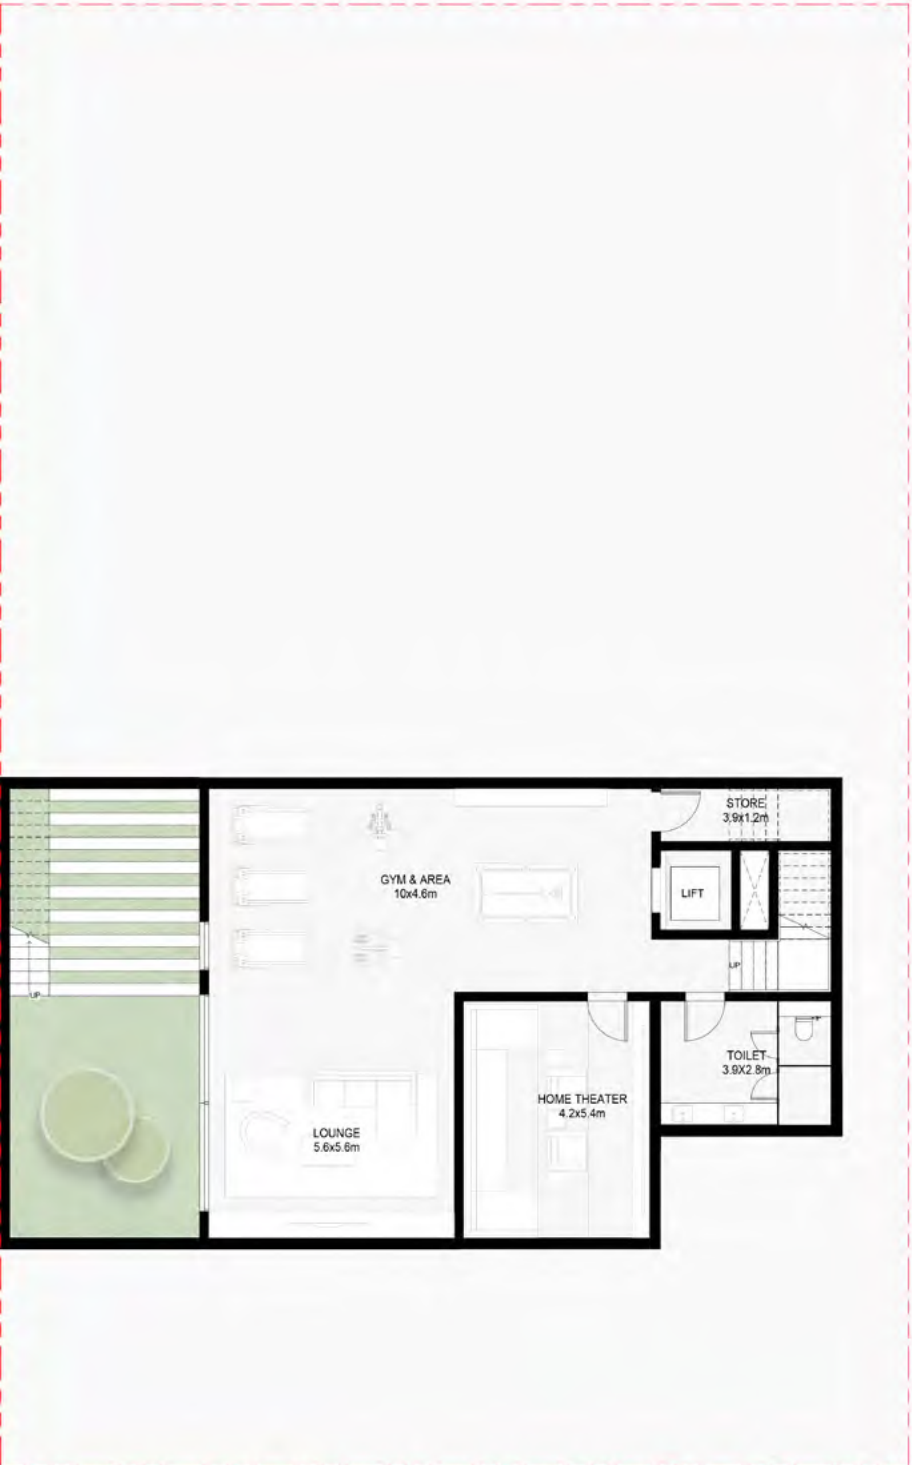 STORE
3.9x1.2m
GYM & AREA
10x4.6m
LIFT
UP
UP
TOILET
3.9X2.8m
HOME THEATER
4.2x5.4m
LOUNGE
5.6x5.6m